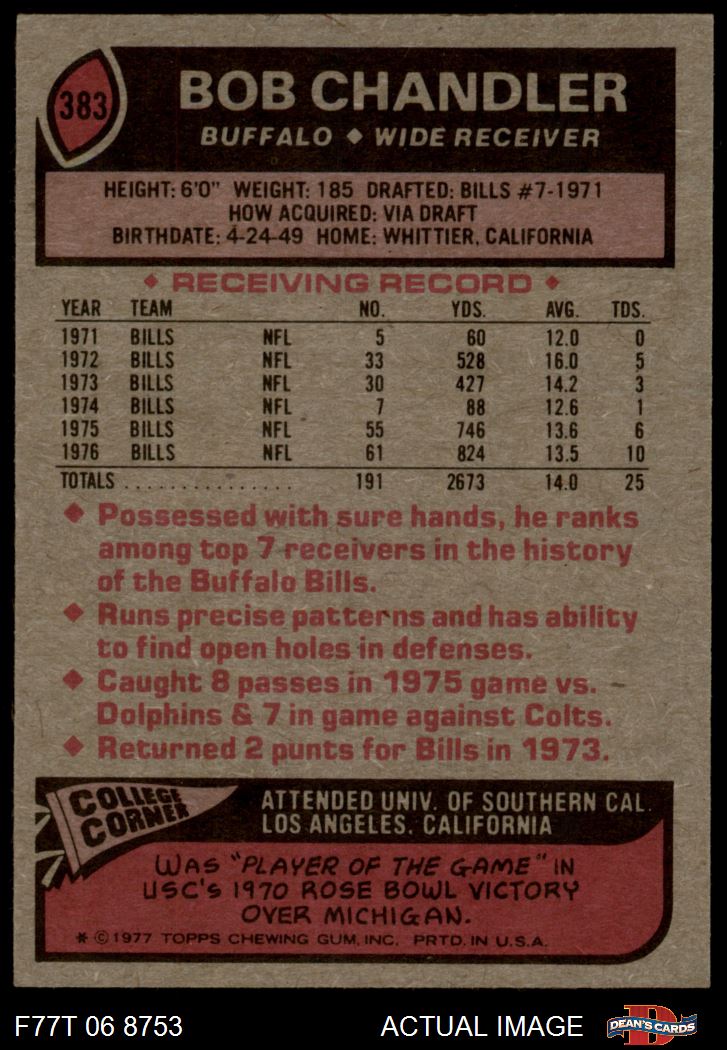 383
BOB CHANDLER
BUFFALO ◆ WIDE RECEIVER
HEIGHT: 6'0" WEIGHT: 185 DRAFTED: BILLS #7-1971
HOW ACQUIRED: VIA DRAFT
BIRTHDATE: 4-24-49 HOME: WHITTIER, CALIFORNIA
◆ RECEIVING RECORD ◆
YEAR TEAM NO. YDS. AVG. TDS.
1971 BILLS NFL 5 60 12.0 0
1972 BILLS NFL 33 528 16.0 5
1973 BILLS NFL 30 427 14.2 3
1974 BILLS NFL 7 88 12.6 1
1975 BILLS NFL 55 746 13.6 6
1976 BILLS NFL 61 824 13.5 10
TOTALS . . . . . . . . . . . . . . . 191 2673 14.0 25
◆ Possessed with sure hands, he ranks
among top 7 receivers in the history
of the Buffalo Bills.
◆ Runs precise patterns and has ability
to find open holes in defenses.
◆ Caught 8 passes in 1975 game vs.
Dolphins & 7 in game against Colts.
◆ Returned 2 punts for Bills in 1973.
COLLEGE
CORNER
ATTENDED UNIV. OF SOUTHERN CAL.
LOS ANGELES, CALIFORNIA
WAS "PLAYER OF THE GAME" IN
USC'S 1970 ROSE BOWL VICTORY
OVER MICHIGAN.
* © 1977 TOPPS CHEWING GUM, INC. PRTD. IN U.S.A.
F77T 06 8753 ACTUAL IMAGE
D
DEAN'S CARDS